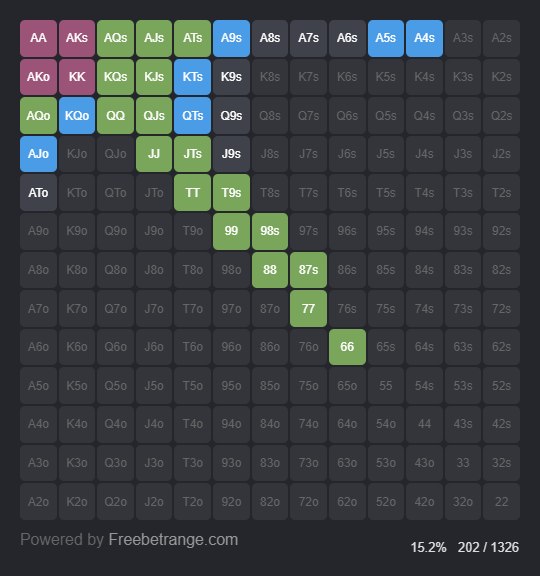 AA AKs AQs AJs ATs A9s A8s A7s A6s A5s A4s A3s A2s
AKo KK KQs KJs KTs K9s K8s K7s K6s K5s K4s K3s K2s
AQo KQo QQ QJs QTs Q9s Q8s Q7s Q6s Q5s Q4s Q3s Q2s
AJo KJo QJo JJ JTs J9s J8s J7s J6s J5s J4s J3s J2s
ATo KTo QTo JTo TT T9s T8s T7s T6s T5s T4s T3s T2s
A9o K9o Q9o J9o T9o 99 98s 97s 96s 95s 94s 93s 92s
A8o K8o Q8o J8o T8o 98o 88 87s 86s 85s 84s 83s 82s
A7o K7o Q7o J7o T7o 97o 87o 77 76s 75s 74s 73s 72s
A6o K6o Q6o J6o T6o 96o 86o 76o 66 65s 64s 63s 62s
A5o K5o Q5o J5o T5o 95o 85o 75o 65o 55 54s 53s 52s
A4o K4o Q4o J4o T4o 94o 84o 74o 64o 54o 44 43s 42s
A3o K3o Q3o J3o T3o 93o 83o 73o 63o 53o 43o 33 32s
A2o K2o Q2o J2o T2o 92o 82o 72o 62o 52o 42o 32o 22
Powered by Freebetrange.com
15.2% 202 / 1326